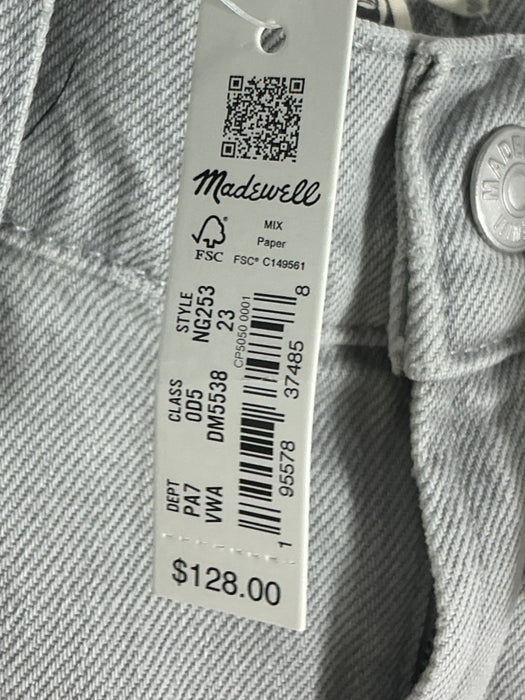 Madewell
FSC®
MIX
Paper
FSC® C149561
STYLE
NG253
23
CP5050 0001
CLASS
0D5
DM5538
DEPT
PA7
VWA
1 95578 37485 8
$128.00
MADE